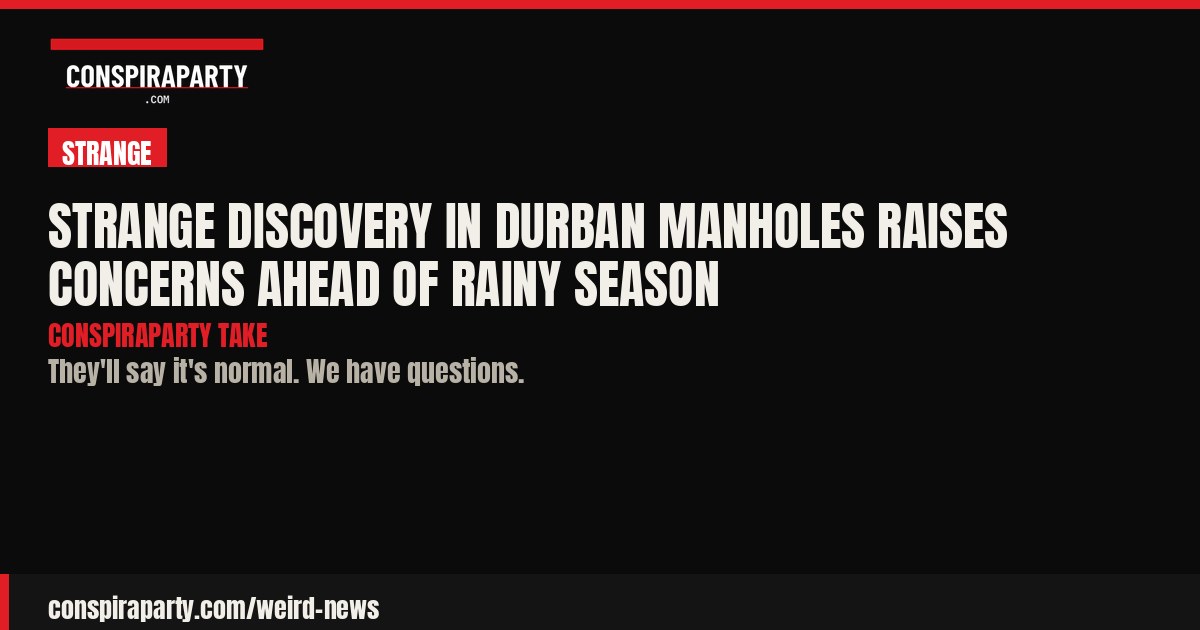 CONSPIRAPARTY
.COM
STRANGE
STRANGE DISCOVERY IN DURBAN MANHOLES RAISES
CONCERNS AHEAD OF RAINY SEASON
CONSPIRAPARTY TAKE
They'll say it's normal. We have questions.
conspiraparty.com/weird-news